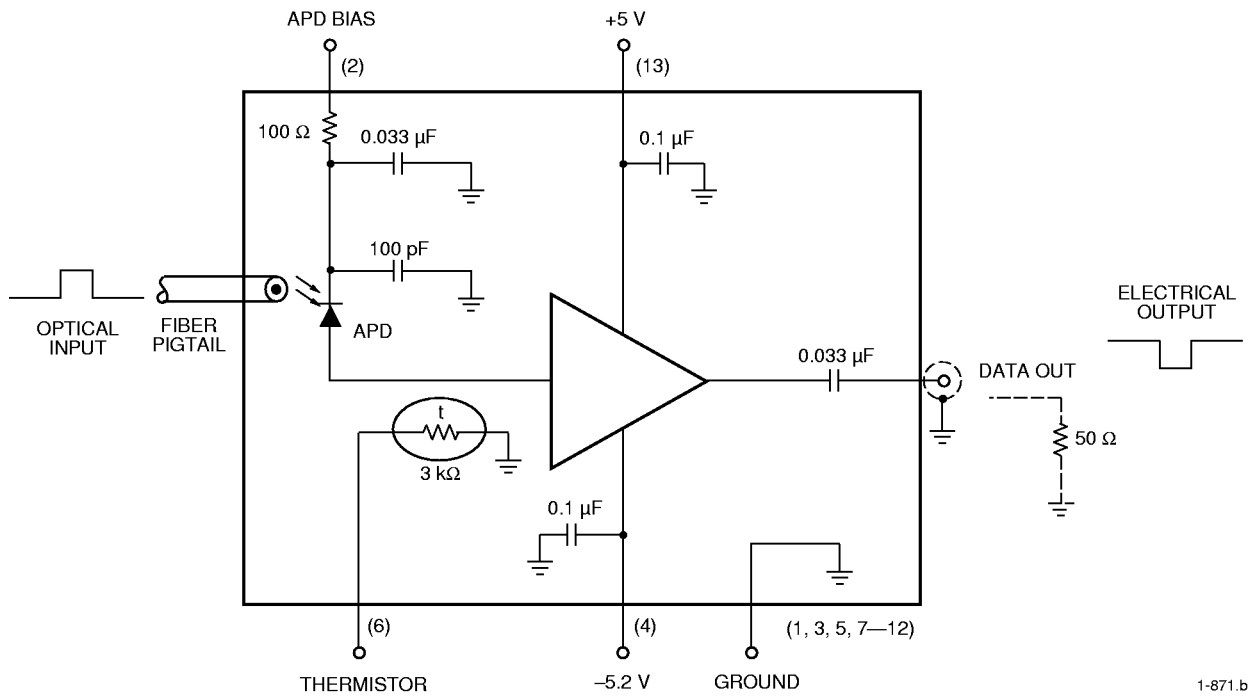 APD BIAS
+5 V
(2)
(13)
100 Ω
0.033 µF
0.1 µF
100 pF
OPTICAL
INPUT
FIBER
PIGTAIL
APD
ELECTRICAL
OUTPUT
0.033 µF
DATA OUT
t
3 kΩ
50 Ω
0.1 µF
(6)
(4)
(1, 3, 5, 7—12)
THERMISTOR
–5.2 V
GROUND
1-871.b